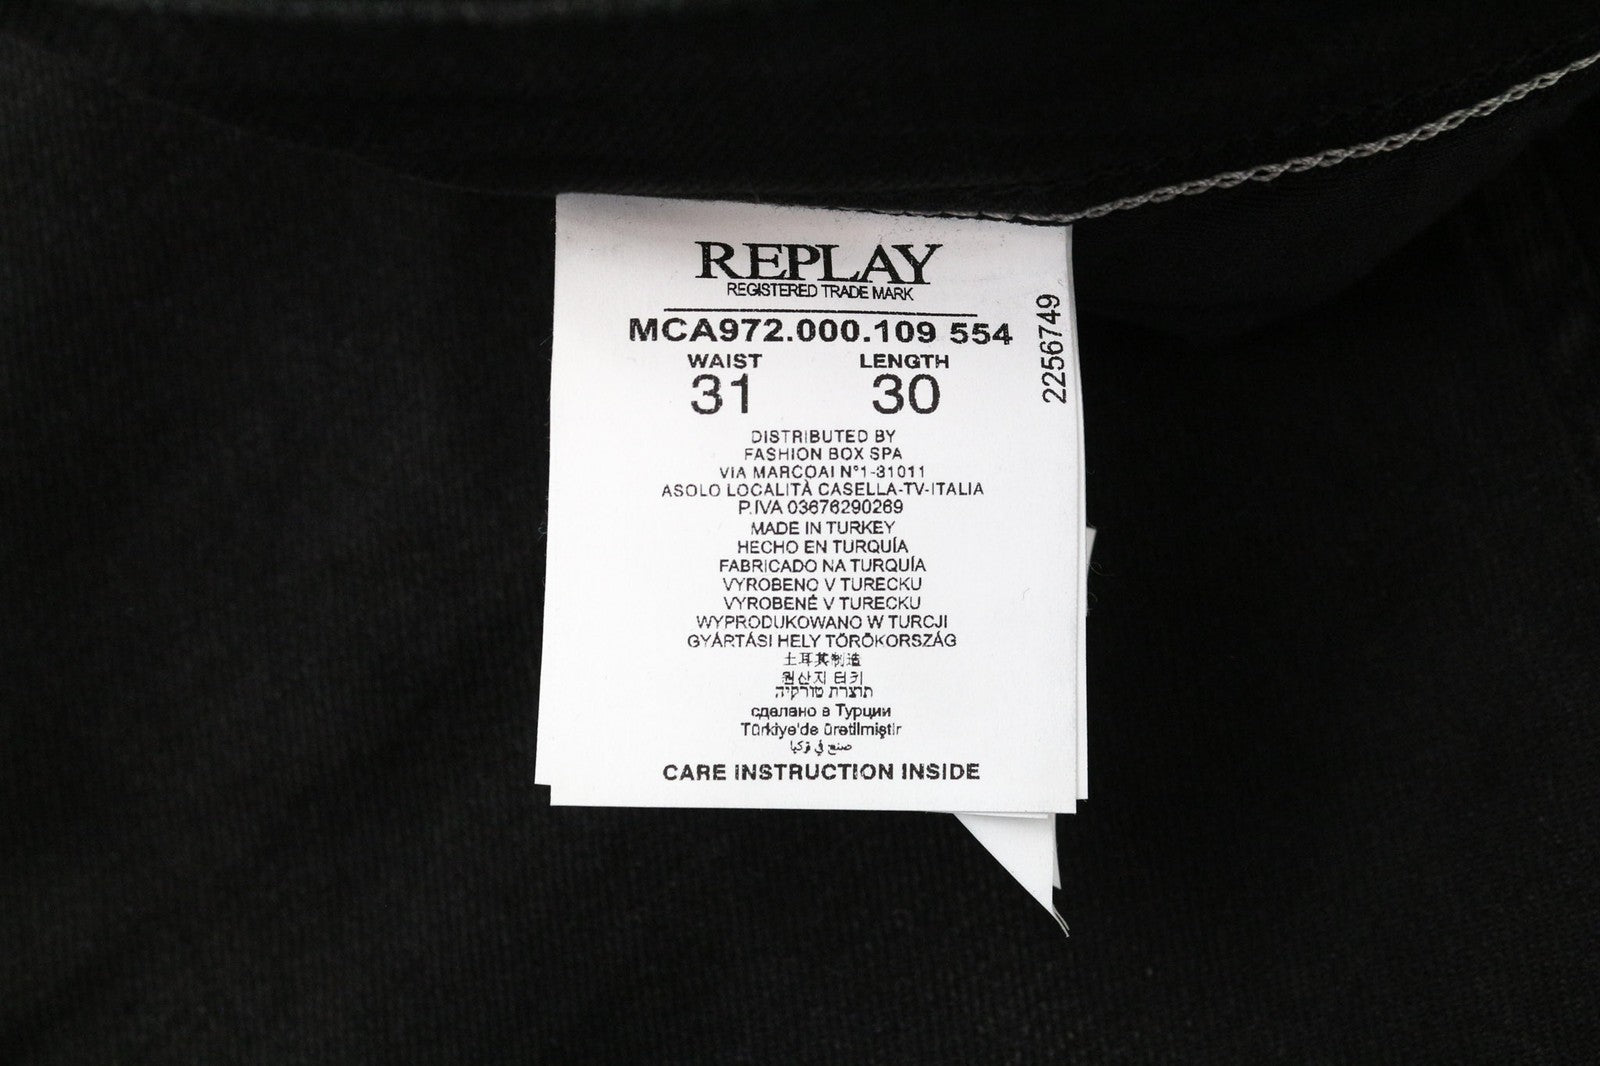 REPLAY
REGISTERED TRADE MARK
MCA972.000.109 554
WAIST LENGTH
31 30
2256749
DISTRIBUTED BY
FASHION BOX SPA
VIA MARCOAI N°1-31011
ASOLO LOCALITÀ CASELLA-TV-ITALIA
P.IVA 03676290269
MADE IN TURKEY
HECHO EN TURQUÍA
FABRICADO NA TURQUÍA
VYROBENO V TURECKU
VYROBENÉ V TURECKU
WYPRODUKOWANO W TURCJI
GYÁRTÁSI HELY TÖRÖKORSZÁG
土耳其制造
원산지 터키
תוצרת טורקיה
сделано в Турции
Türkiye'de üretilmiştir
صنع في تركيا
CARE INSTRUCTION INSIDE